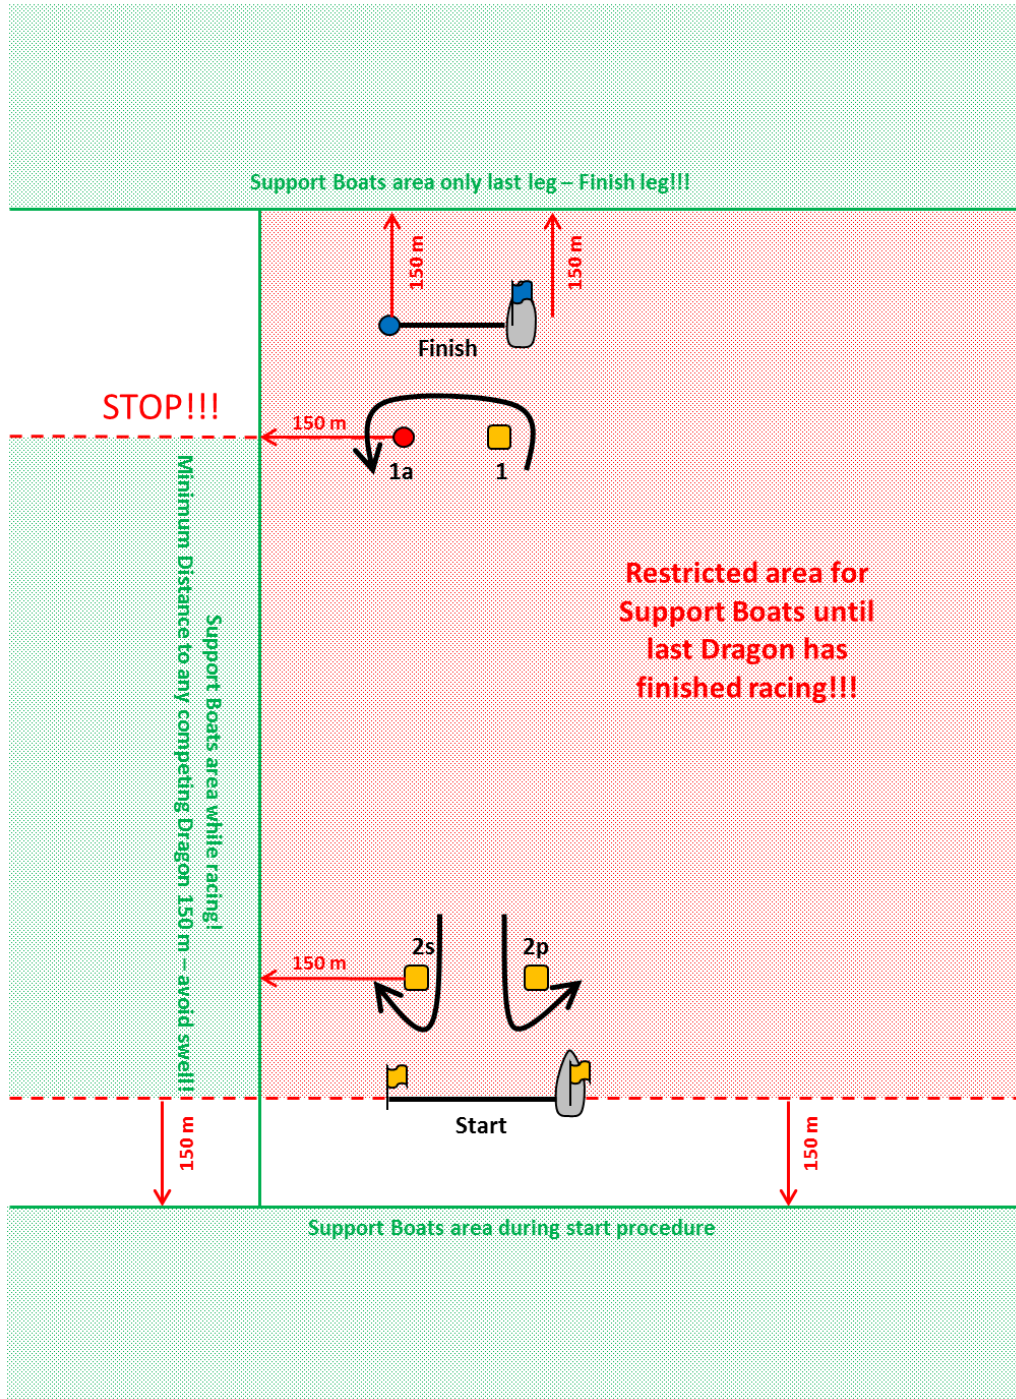 Support Boats area only last leg – Finish leg!!!
150 m
150 m
Finish
STOP!!!
150 m
1a
1
Support Boats area while racing!
Minimum Distance to any competing Dragon 150 m – avoid swell!!
Restricted area for
Support Boats until
last Dragon has
finished racing!!!
2s
2p
150 m
Start
150 m
150 m
Support Boats area during start procedure